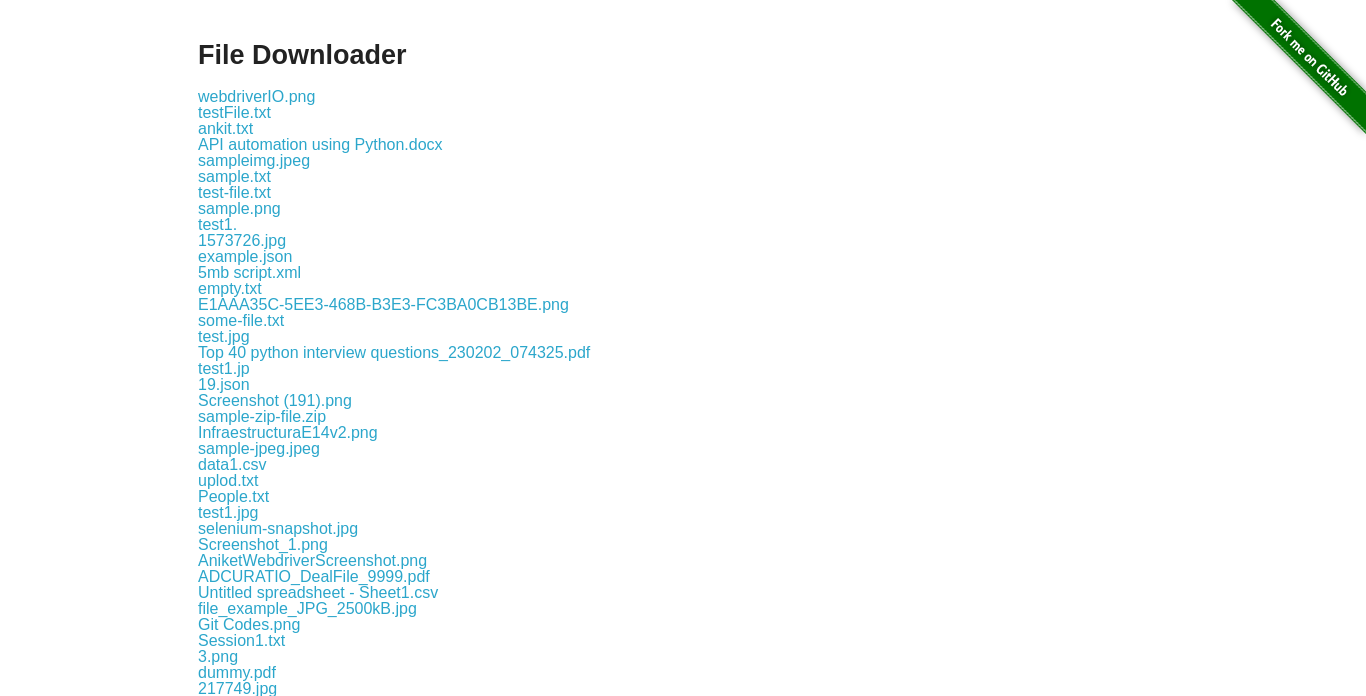 Fork me on GitHub
File Downloader
webdriverIO.png
testFile.txt
ankit.txt
API automation using Python.docx
sampleimg.jpeg
sample.txt
test-file.txt
sample.png
test1.
1573726.jpg
example.json
5mb script.xml
empty.txt
E1AAA35C-5EE3-468B-B3E3-FC3BA0CB13BE.png
some-file.txt
test.jpg
Top 40 python interview questions_230202_074325.pdf
test1.jp
19.json
Screenshot (191).png
sample-zip-file.zip
InfraestructuraE14v2.png
sample-jpeg.jpeg
data1.csv
uplod.txt
People.txt
test1.jpg
selenium-snapshot.jpg
Screenshot_1.png
AniketWebdriverScreenshot.png
ADCURATIO_DealFile_9999.pdf
Untitled spreadsheet - Sheet1.csv
file_example_JPG_2500kB.jpg
Git Codes.png
Session1.txt
3.png
dummy.pdf
217749.jpg